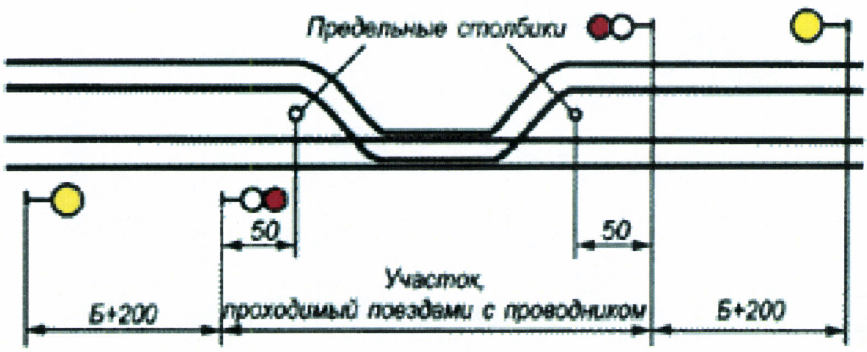 Предельные столбики
50
50
Участок,
проходимый поездами с проводником
Б+200
Б+200